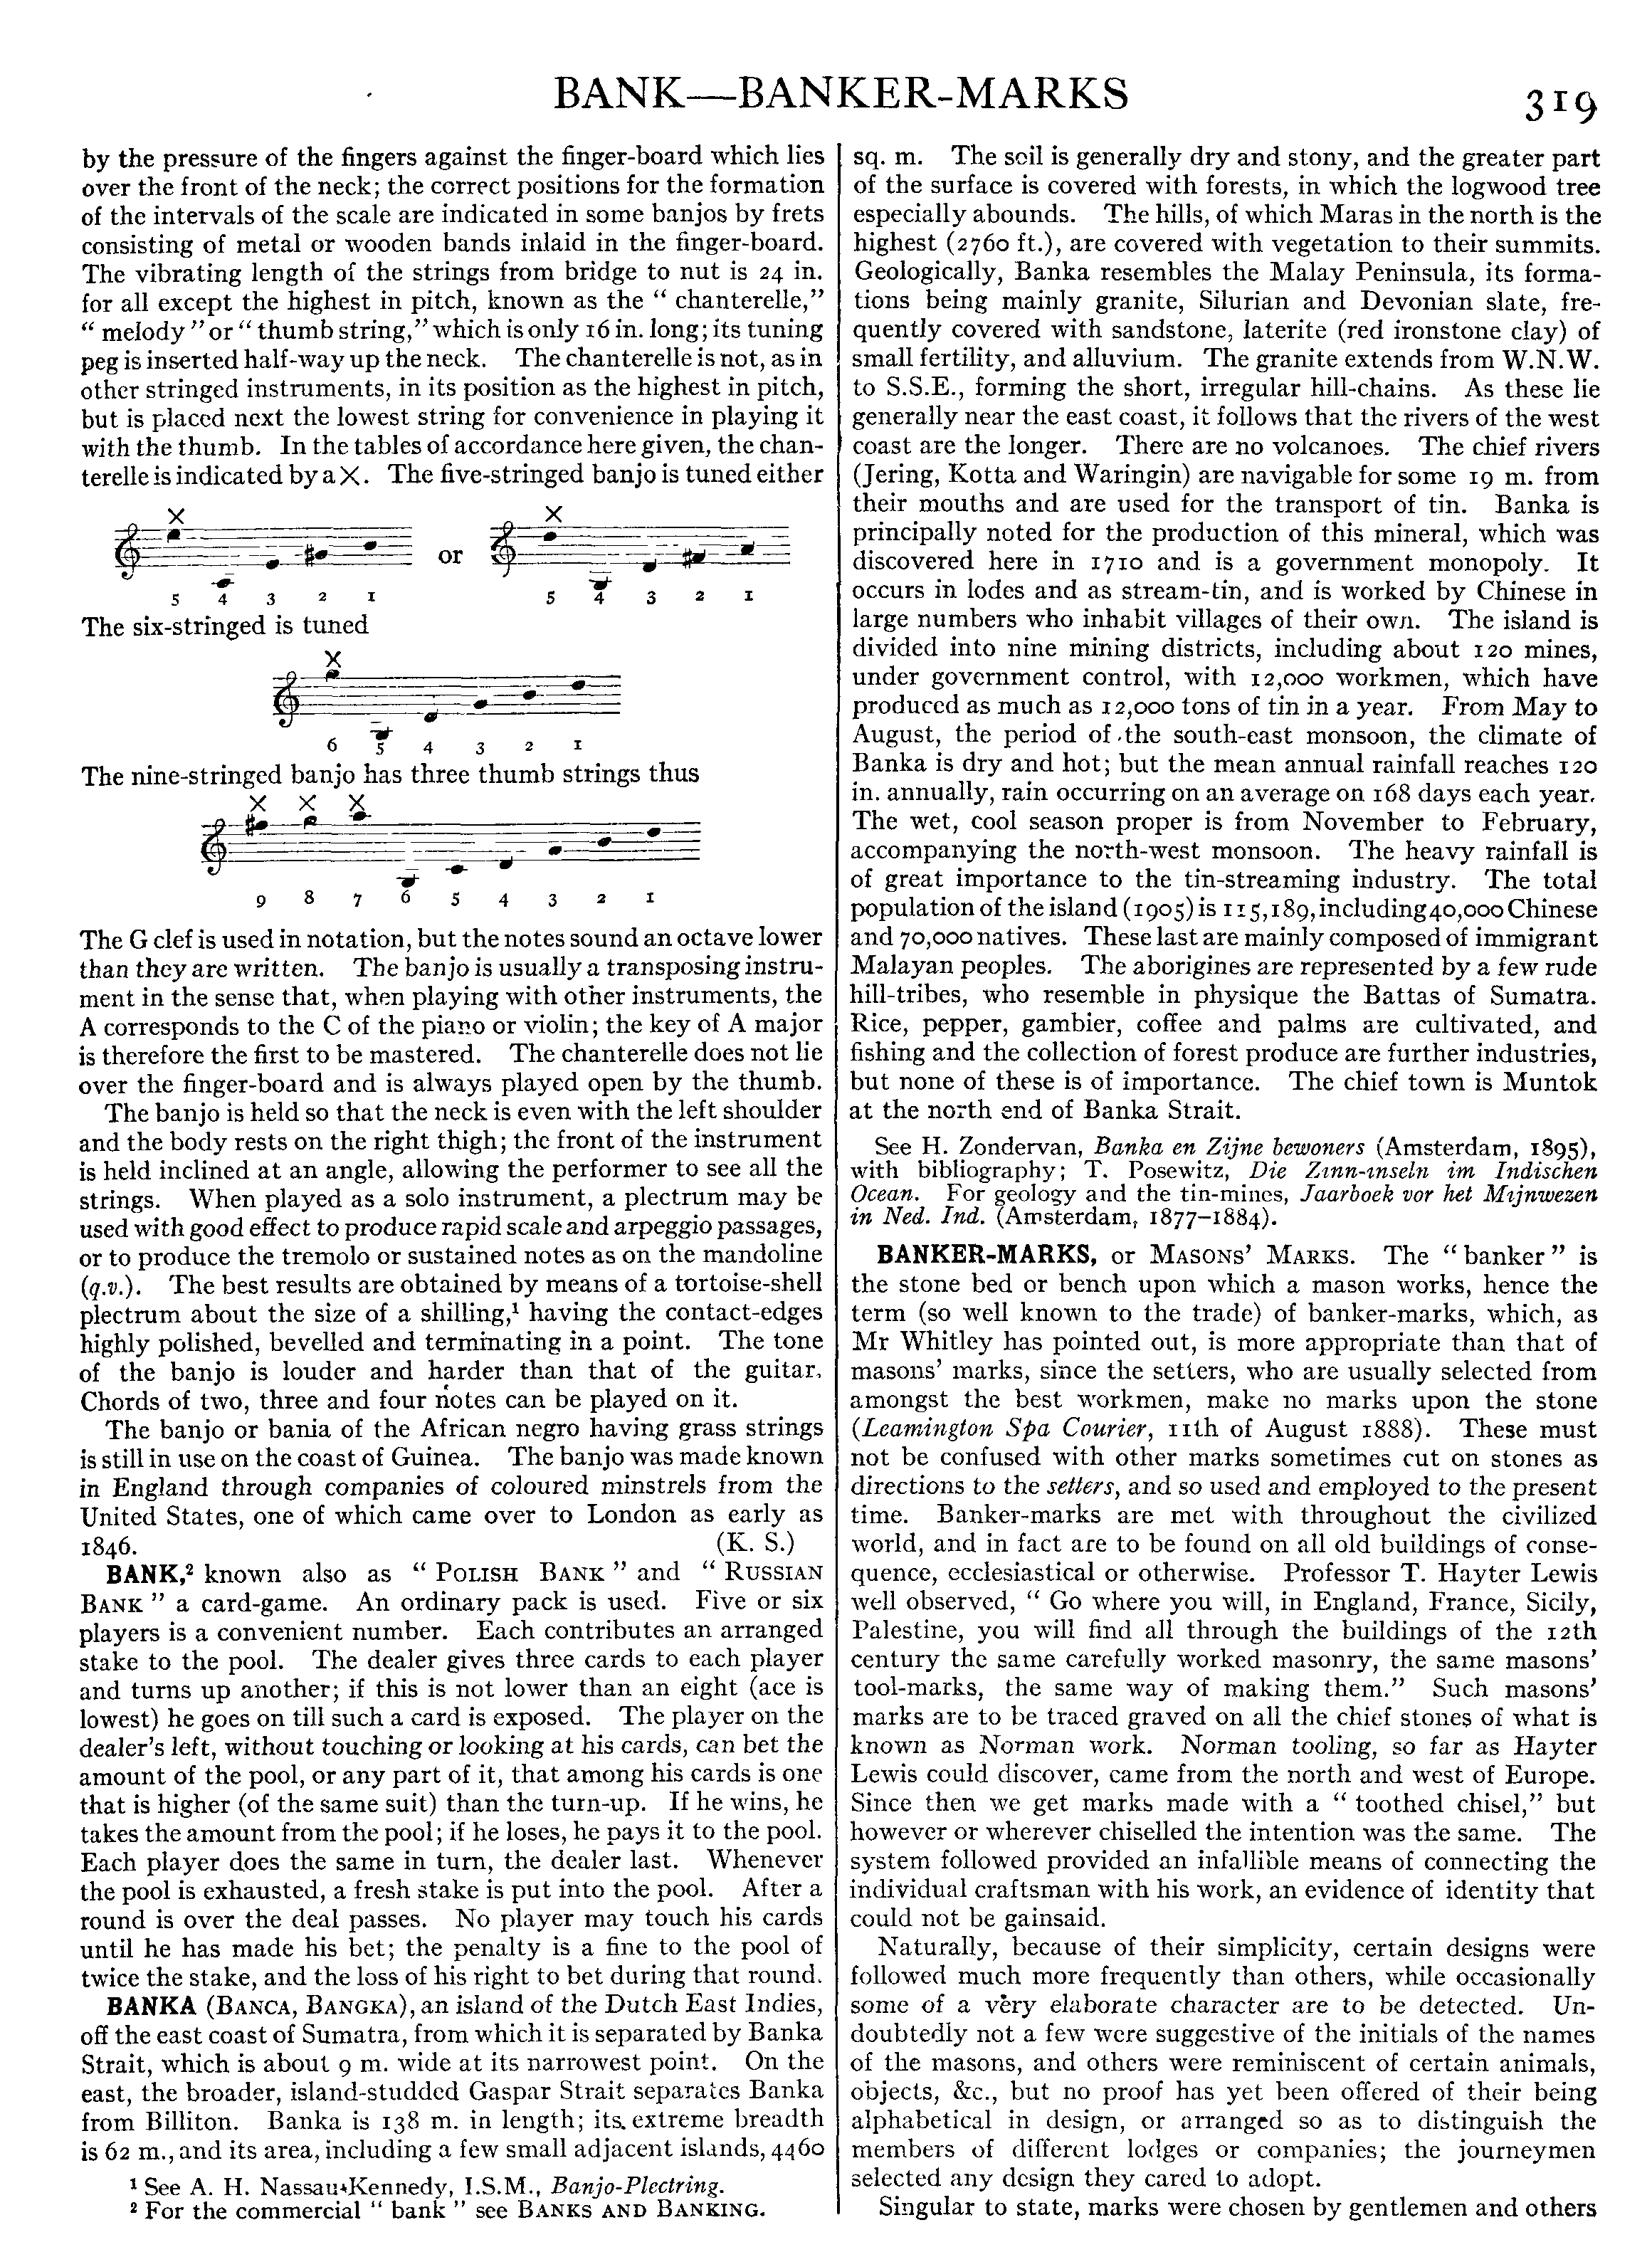 BANK—BANKER-MARKS
319
by the pressure of the fingers against the finger-board which lies
over the front of the neck; the correct positions for the formation
of the intervals of the scale are indicated in some banjos by frets
consisting of metal or wooden bands inlaid in the finger-board.
The vibrating length of the strings from bridge to nut is 24 in.
for all except the highest in pitch, known as the “ chanterelle,”
“ melody ” or “ thumb string,” which is only 16 in. long; its tuning
peg is inserted half-way up the neck. The chanterelle is not, as in
other stringed instruments, in its position as the highest in pitch,
but is placed next the lowest string for convenience in playing it
with the thumb. In the tables of accordance here given, the chan-
terelle is indicated by a X. The five-stringed banjo is tuned either
X X
or
5 4 3 2 1 5 4 3 2 1
The six-stringed is tuned
X
6 5 4 3 2 1
The nine-stringed banjo has three thumb strings thus
X X X
9 8 7 6 5 4 3 2 1
The G clef is used in notation, but the notes sound an octave lower
than they are written. The banjo is usually a transposing instru-
ment in the sense that, when playing with other instruments, the
A corresponds to the C of the piano or violin; the key of A major
is therefore the first to be mastered. The chanterelle does not lie
over the finger-board and is always played open by the thumb.
The banjo is held so that the neck is even with the left shoulder
and the body rests on the right thigh; the front of the instrument
is held inclined at an angle, allowing the performer to see all the
strings. When played as a solo instrument, a plectrum may be
used with good effect to produce rapid scale and arpeggio passages,
or to produce the tremolo or sustained notes as on the mandoline
(q.v.). The best results are obtained by means of a tortoise-shell
plectrum about the size of a shilling,¹ having the contact-edges
highly polished, bevelled and terminating in a point. The tone
of the banjo is louder and harder than that of the guitar.
Chords of two, three and four notes can be played on it.
The banjo or bania of the African negro having grass strings
is still in use on the coast of Guinea. The banjo was made known
in England through companies of coloured minstrels from the
United States, one of which came over to London as early as
1846. (K. S.)
BANK,² known also as “ POLISH BANK ” and “ RUSSIAN
BANK ” a card-game. An ordinary pack is used. Five or six
players is a convenient number. Each contributes an arranged
stake to the pool. The dealer gives three cards to each player
and turns up another; if this is not lower than an eight (ace is
lowest) he goes on till such a card is exposed. The player on the
dealer's left, without touching or looking at his cards, can bet the
amount of the pool, or any part of it, that among his cards is one
that is higher (of the same suit) than the turn-up. If he wins, he
takes the amount from the pool; if he loses, he pays it to the pool.
Each player does the same in turn, the dealer last. Whenever
the pool is exhausted, a fresh stake is put into the pool. After a
round is over the deal passes. No player may touch his cards
until he has made his bet; the penalty is a fine to the pool of
twice the stake, and the loss of his right to bet during that round.
BANKA (BANCA, BANGKA), an island of the Dutch East Indies,
off the east coast of Sumatra, from which it is separated by Banka
Strait, which is about 9 m. wide at its narrowest point. On the
east, the broader, island-studded Gaspar Strait separates Banka
from Billiton. Banka is 138 m. in length; its extreme breadth
is 62 m., and its area, including a few small adjacent islands, 4460
¹ See A. H. Nassau-Kennedy, I.S.M., Banjo-Plectring.
² For the commercial “ bank ” see BANKS AND BANKING.
sq. m. The soil is generally dry and stony, and the greater part
of the surface is covered with forests, in which the logwood tree
especially abounds. The hills, of which Maras in the north is the
highest (2760 ft.), are covered with vegetation to their summits.
Geologically, Banka resembles the Malay Peninsula, its forma-
tions being mainly granite, Silurian and Devonian slate, fre-
quently covered with sandstone, laterite (red ironstone clay) of
small fertility, and alluvium. The granite extends from W.N.W.
to S.S.E., forming the short, irregular hill-chains. As these lie
generally near the east coast, it follows that the rivers of the west
coast are the longer. There are no volcanoes. The chief rivers
(Jering, Kotta and Waringin) are navigable for some 19 m. from
their mouths and are used for the transport of tin. Banka is
principally noted for the production of this mineral, which was
discovered here in 1710 and is a government monopoly. It
occurs in lodes and as stream-tin, and is worked by Chinese in
large numbers who inhabit villages of their own. The island is
divided into nine mining districts, including about 120 mines,
under government control, with 12,000 workmen, which have
produced as much as 12,000 tons of tin in a year. From May to
August, the period of the south-east monsoon, the climate of
Banka is dry and hot; but the mean annual rainfall reaches 120
in. annually, rain occurring on an average on 168 days each year.
The wet, cool season proper is from November to February,
accompanying the north-west monsoon. The heavy rainfall is
of great importance to the tin-streaming industry. The total
population of the island (1905) is 115,189, including 40,000 Chinese
and 70,000 natives. These last are mainly composed of immigrant
Malayan peoples. The aborigines are represented by a few rude
hill-tribes, who resemble in physique the Battas of Sumatra.
Rice, pepper, gambier, coffee and palms are cultivated, and
fishing and the collection of forest produce are further industries,
but none of these is of importance. The chief town is Muntok
at the north end of Banka Strait.
See H. Zondervan, Banka en Zijne bewoners (Amsterdam, 1895),
with bibliography; T. Posewitz, Die Zinn-inseln im Indischen
Ocean. For geology and the tin-mines, Jaarboek vor het Mijnwezen
in Ned. Ind. (Amsterdam, 1877–1884).
BANKER-MARKS, or MASONS' MARKS. The “ banker ” is
the stone bed or bench upon which a mason works, hence the
term (so well known to the trade) of banker-marks, which, as
Mr Whitley has pointed out, is more appropriate than that of
masons' marks, since the setters, who are usually selected from
amongst the best workmen, make no marks upon the stone
(Leamington Spa Courier, 11th of August 1888). These must
not be confused with other marks sometimes cut on stones as
directions to the setters, and so used and employed to the present
time. Banker-marks are met with throughout the civilized
world, and in fact are to be found on all old buildings of conse-
quence, ecclesiastical or otherwise. Professor T. Hayter Lewis
well observed, “ Go where you will, in England, France, Sicily,
Palestine, you will find all through the buildings of the 12th
century the same carefully worked masonry, the same masons'
tool-marks, the same way of making them.” Such masons'
marks are to be traced graved on all the chief stones of what is
known as Norman work. Norman tooling, so far as Hayter
Lewis could discover, came from the north and west of Europe.
Since then we get marks made with a “ toothed chisel,” but
however or wherever chiselled the intention was the same. The
system followed provided an infallible means of connecting the
individual craftsman with his work, an evidence of identity that
could not be gainsaid.
Naturally, because of their simplicity, certain designs were
followed much more frequently than others, while occasionally
some of a very elaborate character are to be detected. Un-
doubtedly not a few were suggestive of the initials of the names
of the masons, and others were reminiscent of certain animals,
objects, &c., but no proof has yet been offered of their being
alphabetical in design, or arranged so as to distinguish the
members of different lodges or companies; the journeymen
selected any design they cared to adopt.
Singular to state, marks were chosen by gentlemen and others